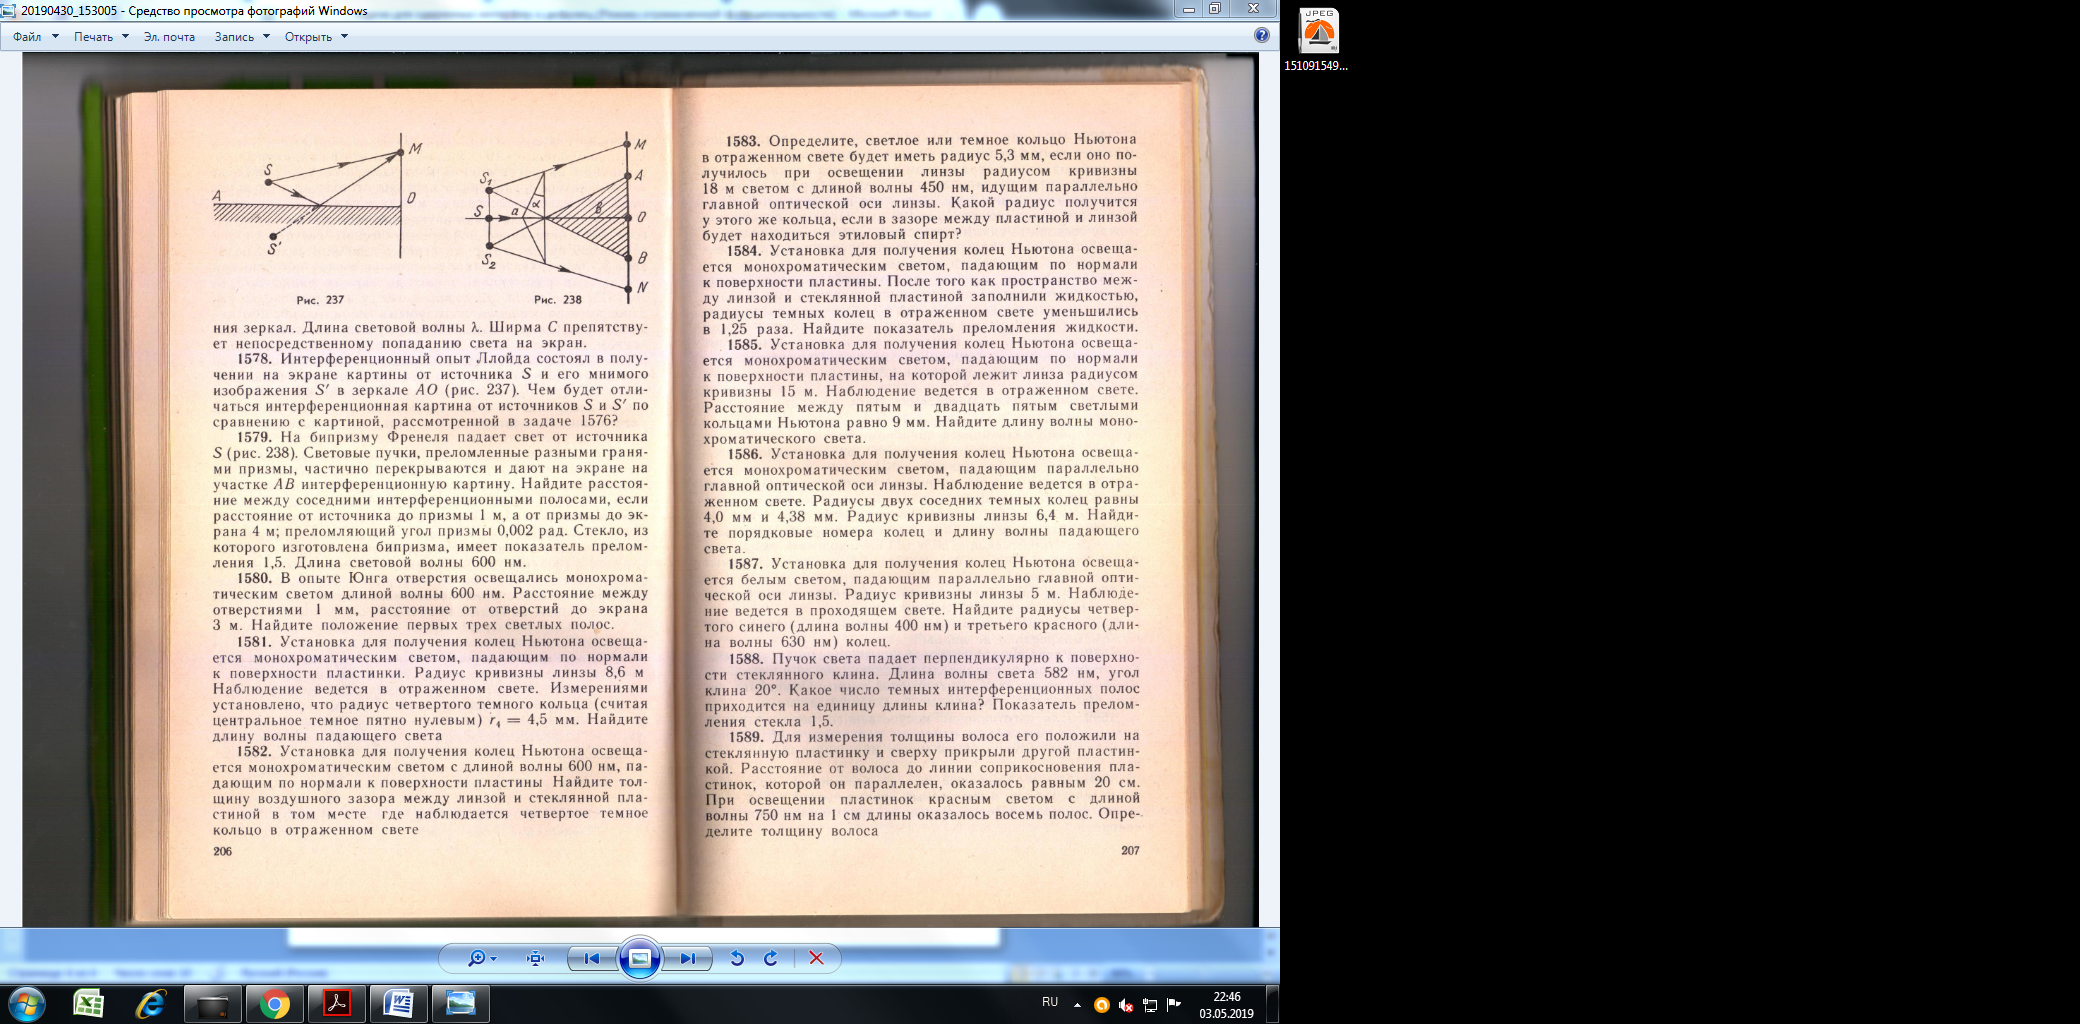 20190430_153005 - Средство просмотра фотографий Windows
Файл Печать Эл. почта Запись Открыть
JPEG
151091549...
S M A O S'
Рис. 237
S₁ S S₂ a α в M A O B N
Рис. 238
ния зеркал. Длина световой волны λ. Ширма С препятству-
ет непосредственному попаданию света на экран.
1578. Интерференционный опыт Ллойда состоял в полу-
чении на экране картины от источника S и его мнимого
изображения S' в зеркале АО (рис. 237). Чем будет отли-
чаться интерференционная картина от источников S и S' по
сравнению с картиной, рассмотренной в задаче 1576?
1579. На бипризму Френеля падает свет от источника
S (рис. 238). Световые пучки, преломленные разными граня-
ми призмы, частично перекрываются и дают на экране на
участке АВ интерференционную картину. Найдите расстоя-
ние между соседними интерференционными полосами, если
расстояние от источника до призмы 1 м, а от призмы до эк-
рана 4 м; преломляющий угол призмы 0,002 рад. Стекло, из
которого изготовлена бипризма, имеет показатель прелом-
ления 1,5. Длина световой волны 600 нм.
1580. В опыте Юнга отверстия освещались монохрома-
тическим светом длиной волны 600 нм. Расстояние между
отверстиями 1 мм, расстояние от отверстий до экрана
3 м. Найдите положение первых трех светлых полос.
1581. Установка для получения колец Ньютона освеща-
ется монохроматическим светом, падающим по нормали
к поверхности пластинки. Радиус кривизны линзы 8,6 м
Наблюдение ведется в отраженном свете. Измерениями
установлено, что радиус четвертого темного кольца (считая
центральное темное пятно нулевым) r₄ = 4,5 мм. Найдите
длину волны падающего света
1582. Установка для получения колец Ньютона освеща-
ется монохроматическим светом с длиной волны 600 нм, па-
дающим по нормали к поверхности пластины Найдите тол-
щину воздушного зазора между линзой и стеклянной пла-
стиной в том месте где наблюдается четвертое темное
кольцо в отраженном свете
206
1583. Определите, светлое или темное кольцо Ньютона
в отраженном свете будет иметь радиус 5,3 мм, если оно по-
лучилось при освещении линзы радиусом кривизны
18 м светом с длиной волны 450 нм, идущим параллельно
главной оптической оси линзы. Какой радиус получится
у этого же кольца, если в зазоре между пластиной и линзой
будет находиться этиловый спирт?
1584. Установка для получения колец Ньютона освеща-
ется монохроматическим светом, падающим по нормали
к поверхности пластины. После того как пространство меж-
ду линзой и стеклянной пластиной заполнили жидкостью,
радиусы темных колец в отраженном свете уменьшились
в 1,25 раза. Найдите показатель преломления жидкости.
1585. Установка для получения колец Ньютона освеща-
ется монохроматическим светом, падающим по нормали
к поверхности пластины, на которой лежит линза радиусом
кривизны 15 м. Наблюдение ведется в отраженном свете.
Расстояние между пятым и двадцать пятым светлыми
кольцами Ньютона равно 9 мм. Найдите длину волны моно-
хроматического света.
1586. Установка для получения колец Ньютона освеща-
ется монохроматическим светом, падающим параллельно
главной оптической оси линзы. Наблюдение ведется в отра-
женном свете. Радиусы двух соседних темных колец равны
4,0 мм и 4,38 мм. Радиус кривизны линзы 6,4 м. Найди-
те порядковые номера колец и длину волны падающего
света.
1587. Установка для получения колец Ньютона освеща-
ется белым светом, падающим параллельно главной опти-
ческой оси линзы. Радиус кривизны линзы 5 м. Наблюде-
ние ведется в проходящем свете. Найдите радиусы четвер-
того синего (длина волны 400 нм) и третьего красного (дли-
на волны 630 нм) колец.
1588. Пучок света падает перпендикулярно к поверхно-
сти стеклянного клина. Длина волны света 582 нм, угол
клина 20°. Какое число темных интерференционных полос
приходится на единицу длины клина? Показатель прелом-
ления стекла 1,5.
1589. Для измерения толщины волоса его положили на
стеклянную пластинку и сверху прикрыли другой пластин-
кой. Расстояние от волоса до линии соприкосновения пла-
стинок, которой он параллелен, оказалось равным 20 см.
При освещении пластинок красным светом с длиной
волны 750 нм на 1 см длины оказалось восемь полос. Опре-
делите толщину волоса
207
RU
22:46
03.05.2019